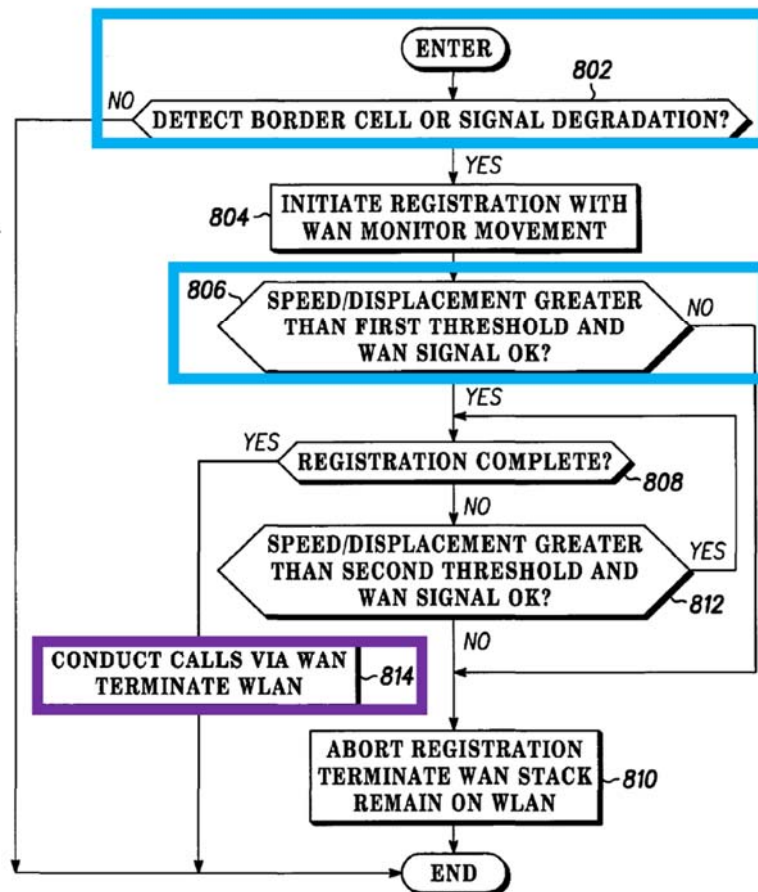 ENTER
802
NO
DETECT BORDER CELL OR SIGNAL DEGRADATION?
YES
804
INITIATE REGISTRATION WITH
WAN MONITOR MOVEMENT
806
SPEED/DISPLACEMENT GREATER
THAN FIRST THRESHOLD AND
WAN SIGNAL OK?
NO
YES
YES
REGISTRATION COMPLETE?
808
NO
SPEED/DISPLACEMENT GREATER
THAN SECOND THRESHOLD AND
WAN SIGNAL OK?
YES
812
NO
CONDUCT CALLS VIA WAN
TERMINATE WLAN
814
ABORT REGISTRATION
TERMINATE WAN STACK
REMAIN ON WLAN
810
END